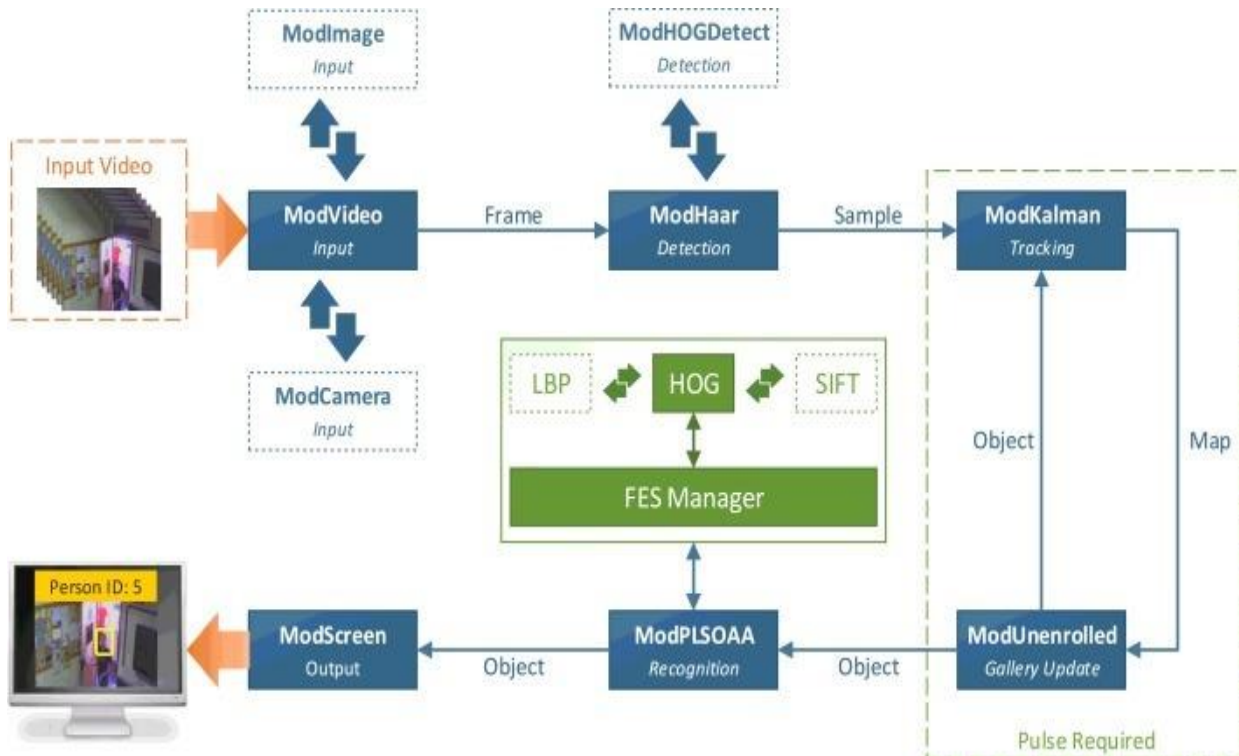 ModImage
Input
ModHOGDetect
Detection
Input Video
ModVideo
Input
Frame
ModHaar
Detection
Sample
ModKalman
Tracking
ModCamera
Input
LBP
HOG
SIFT
FES Manager
Object
Map
Person ID: 5
ModScreen
Output
Object
ModPLSOAA
Recognition
Object
ModUnenrolled
Gallery Update
Pulse Required